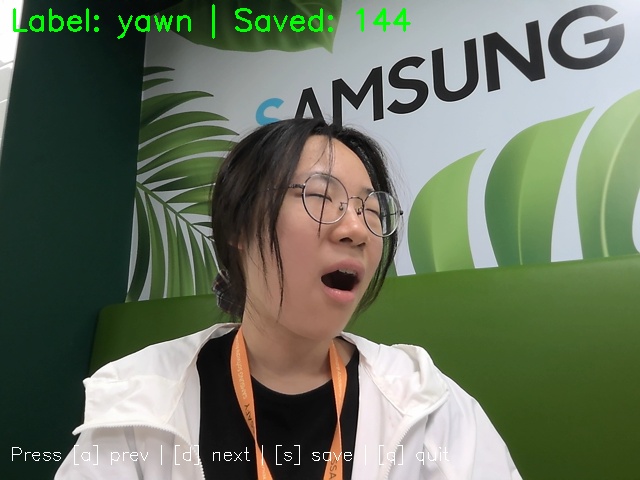 Label: yawn | Saved: 144
SAMSUNG
Press [a] prev | [d] next | [s] save | [q] quit